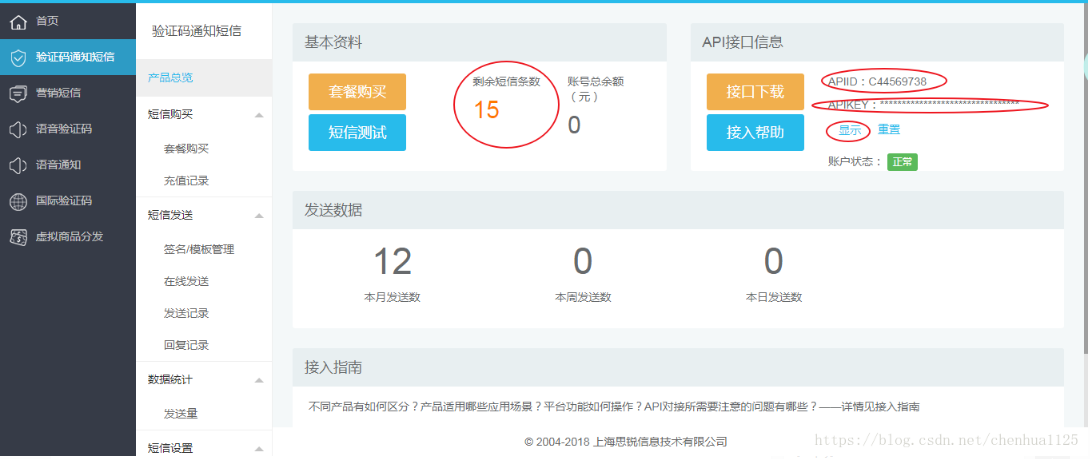 首页
验证码通知短信
营销短信
语音验证码
语音通知
国际验证码
虚拟商品分发
验证码通知短信
产品总览
短信购买
套餐购买
充值记录
短信发送
签名/模板管理
在线发送
发送记录
回复记录
数据统计
发送量
短信设置
基本资料
套餐购买
短信测试
剩余短信条数
15
账号总余额
（元）
0
API接口信息
接口下载
接入帮助
APIID：C44569738
APIKEY：********************************
显示 重置
账户状态： 正常
发送数据
12
本月发送数
0
本周发送数
0
本日发送数
接入指南
不同产品有如何区分？产品适用哪些应用场景？平台功能如何操作？API对接所需要注意的问题有哪些？——详情见接入指南
© 2004-2018 上海思锐信息技术有限公司
https://blog.csdn.net/chenhua1125